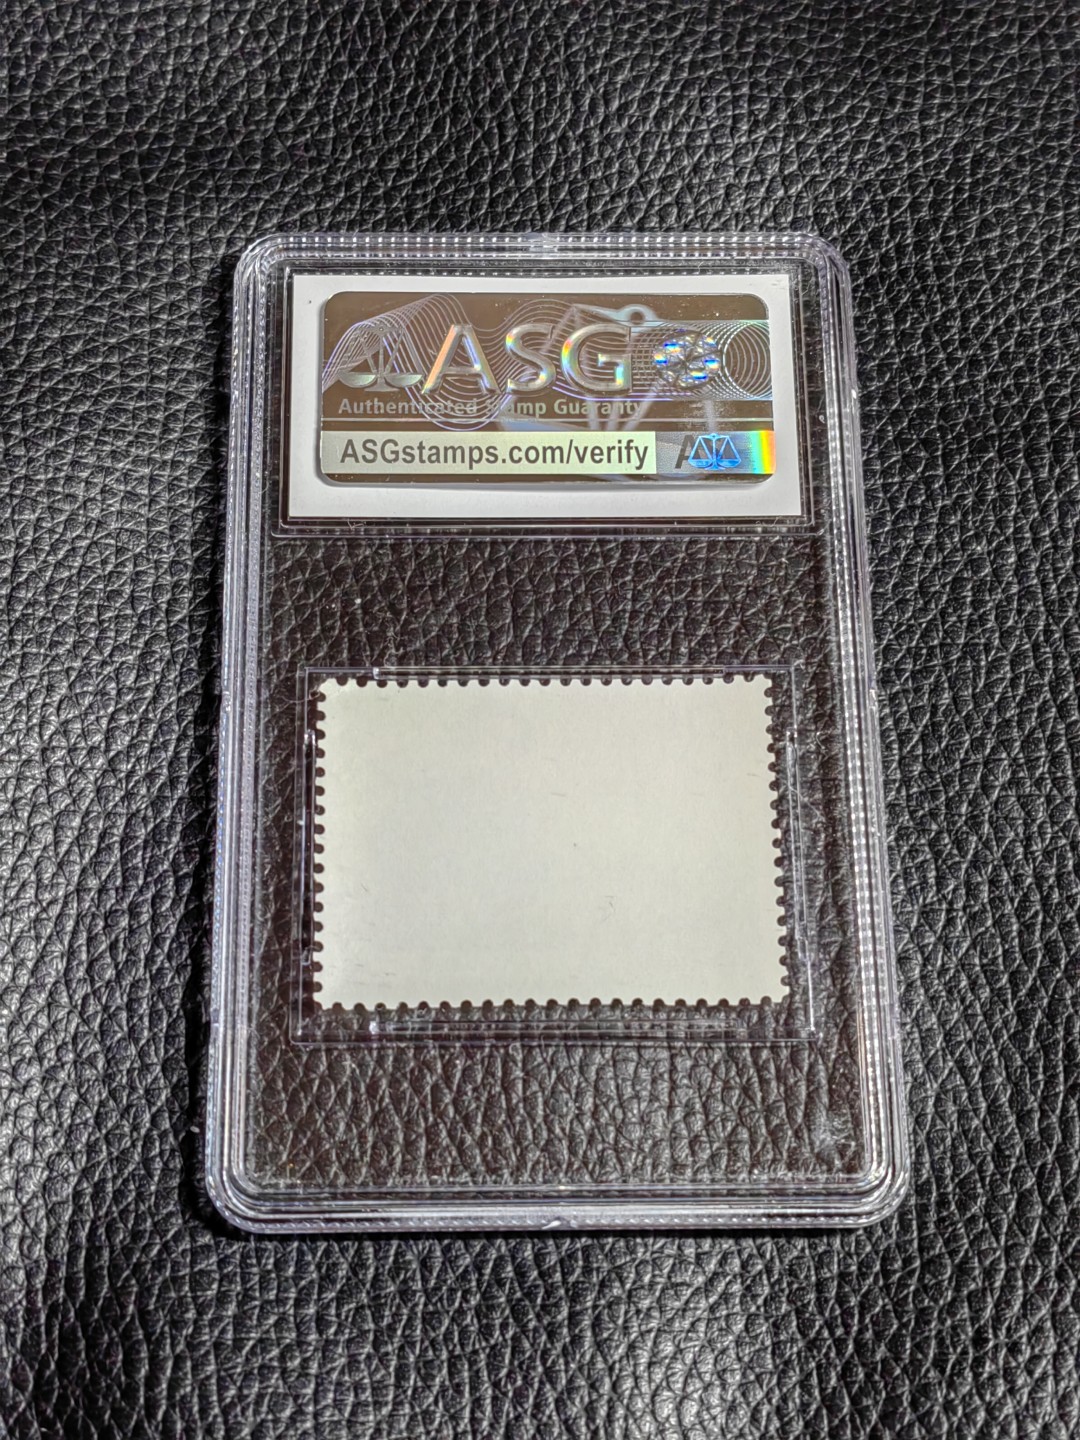 ASG
Authenticated Stamp Guaranty
ASGstamps.com/verify